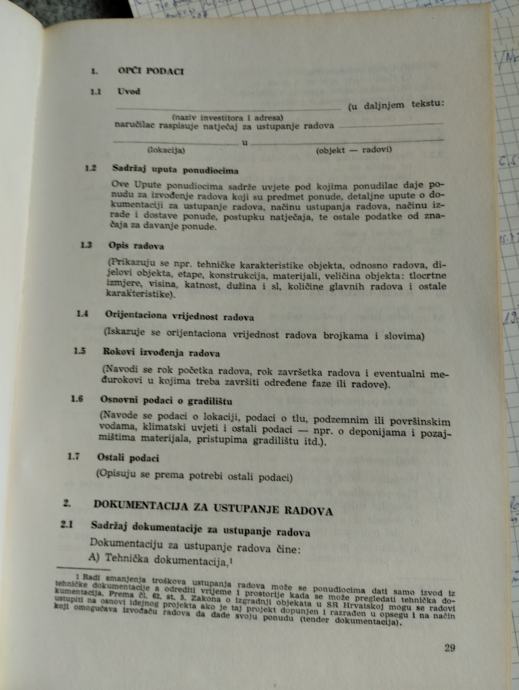 1. OPĆI PODACI
1.1 Uvod
(u daljnjem tekstu:
(naziv investitora i adresa)
naručilac raspisuje natječaj za ustupanje radova
u
(lokacija) (objekt — radovi)
1.2 Sadržaj uputa ponudiocima
Ove Upute ponudiocima sadrže uvjete pod kojima ponudilac daje po-
nudu za izvođenje radova koji su predmet ponude, detaljne upute o do-
kumentaciji za ustupanje radova, načinu ustupanja radova, načinu iz-
rade i dostave ponude, postupku natječaja, te ostale podatke od zna-
čaja za davanje ponude.
1.3 Opis radova
(Prikazuju se npr. tehničke karakteristike objekta, odnosno radova, di-
jelovi objekta, etape, konstrukcija, materijali, veličina objekta: tlocrtne
izmjere, visina, katnost, dužina i sl, količine glavnih radova i ostale
karakteristike).
1.4 Orijentaciona vrijednost radova
(Iskazuje se orijentaciona vrijednost radova brojkama i slovima)
1.5 Rokovi izvođenja radova
(Navodi se rok početka radova, rok završetka radova i eventualni me-
đurokovi u kojima treba završiti određene faze ili radove).
1.6 Osnovni podaci o gradilištu
(Navode se podaci o lokaciji, podaci o tlu, podzemnim ili površinskim
vodama, klimatski uvjeti i ostali podaci — npr. o deponijama i pozaj-
mištima materijala, pristupima gradilištu itd.).
1.7 Ostali podaci
(Opisuju se prema potrebi ostali podaci)
2. DOKUMENTACIJA ZA USTUPANJE RADOVA
2.1 Sadržaj dokumentacije za ustupanje radova
Dokumentaciju za ustupanje radova čine:
A) Tehnička dokumentacija,¹
1 Radi smanjenja troškova ustupanja radova može se ponudiocima dati samo izvod iz
tehničke dokumentacije a odrediti vrijeme i prostorije kada se može pregledati tehnička do-
kumentacija. Prema čl. 62, st. 5. Zakona o izgradnji objekata u SR Hrvatskoj mogu se radovi
ustupiti na osnovi idejnog projekta ako je taj projekt dopunjen i razrađen u opsegu i na način
koji omogućava izvođaču radova da dade svoju ponudu (tender dokumentacija).
29